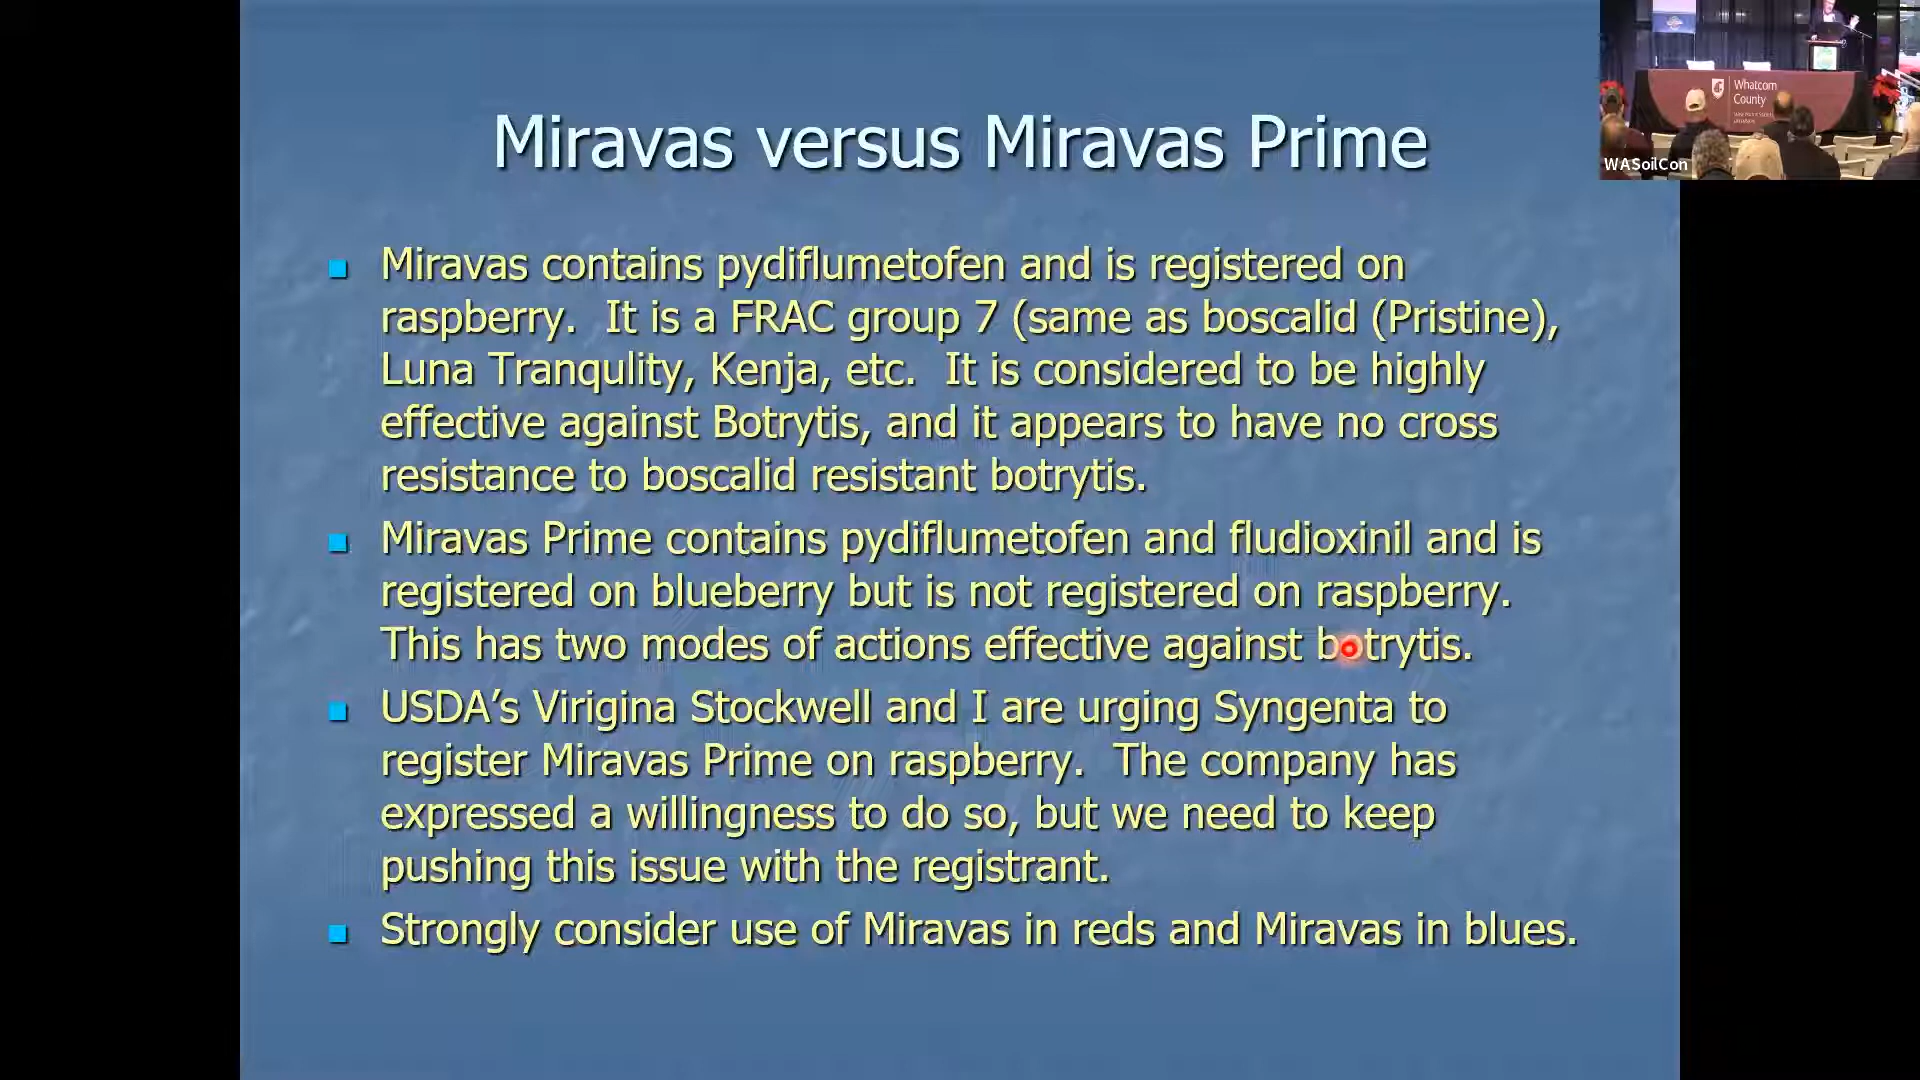 Miravas versus Miravas Prime
Miravas contains pydiflumetofen and is registered on
raspberry. It is a FRAC group 7 (same as boscalid (Pristine),
Luna Tranqulity, Kenja, etc. It is considered to be highly
effective against Botrytis, and it appears to have no cross
resistance to boscalid resistant botrytis.
Miravas Prime contains pydiflumetofen and fludioxinil and is
registered on blueberry but is not registered on raspberry.
This has two modes of actions effective against botrytis.
USDA’s Virigina Stockwell and I are urging Syngenta to
register Miravas Prime on raspberry. The company has
expressed a willingness to do so, but we need to keep
pushing this issue with the registrant.
Strongly consider use of Miravas in reds and Miravas in blues.
Whatcom
County
WASoilCon